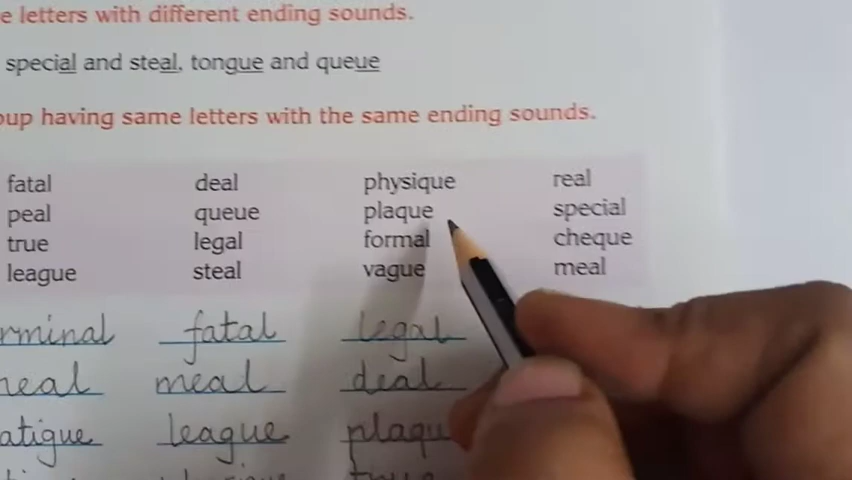 e letters with different ending sounds.
special and steal, tongue and queue
oup having same letters with the same ending sounds.
fatal deal physique real
peal queue plaque special
true legal formal cheque
league steal vague meal
rminal fatal legal
meal deal
atigue league plaqu